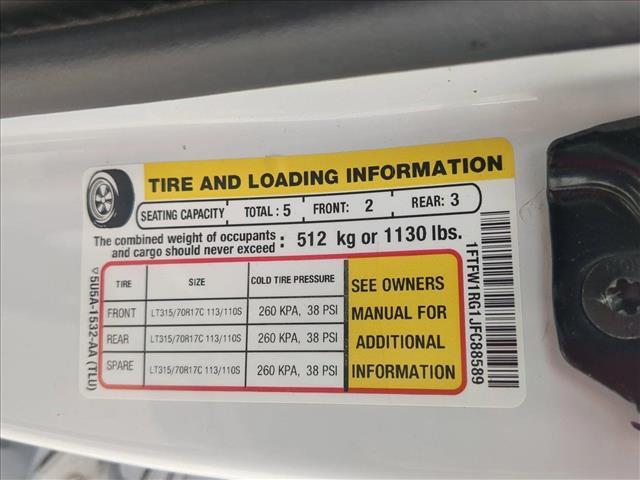 TIRE AND LOADING INFORMATION
SEATING CAPACITY TOTAL : 5 FRONT: 2 REAR: 3
The combined weight of occupants
and cargo should never exceed : 512 kg or 1130 lbs.
TIRE SIZE COLD TIRE PRESSURE
FRONT LT315/70R17C 113/110S 260 KPA, 38 PSI
REAR LT315/70R17C 113/110S 260 KPA, 38 PSI
SPARE LT315/70R17C 113/110S 260 KPA, 38 PSI
SEE OWNERS
MANUAL FOR
ADDITIONAL
INFORMATION
5U5A-1532-AA (TLU)
1FTFW1RG1JFC88589